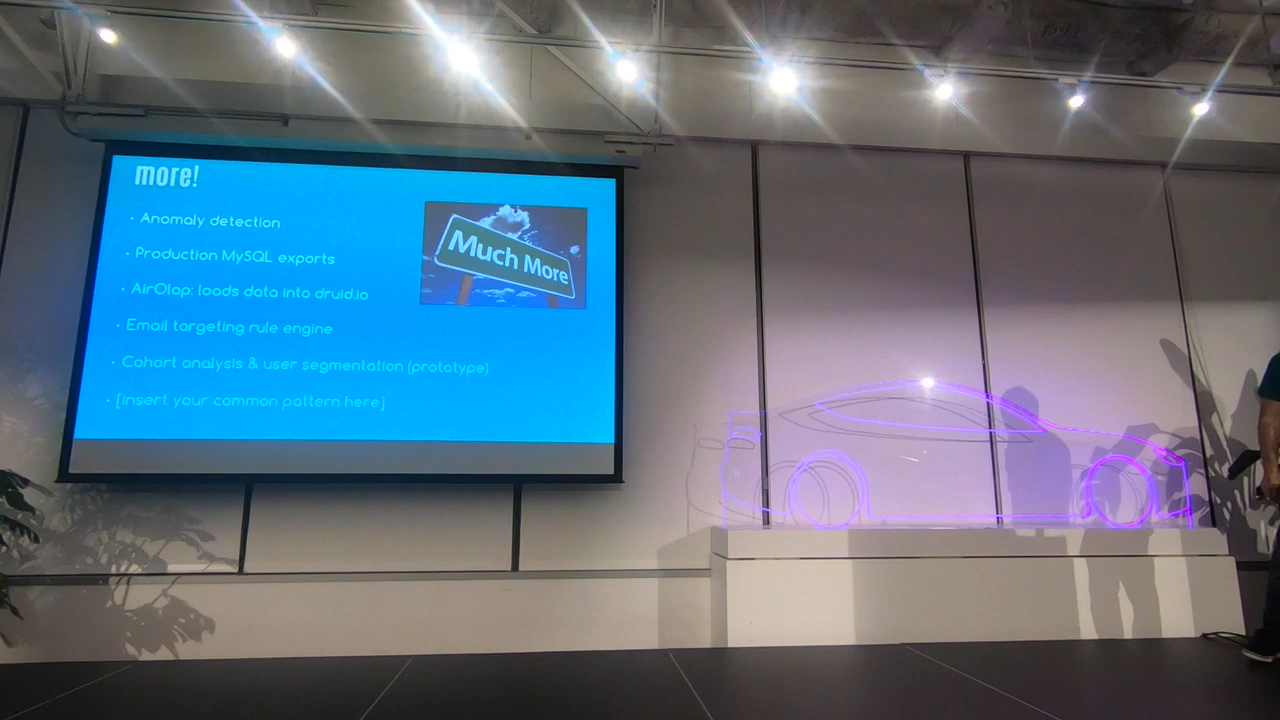 more!
• Anomaly detection
• Production MySQL exports
• AirOlap: loads data into druid.io
• Email targeting rule engine
• Cohort analysis & user segmentation (prototype)
• [Insert your common pattern here]
Much More